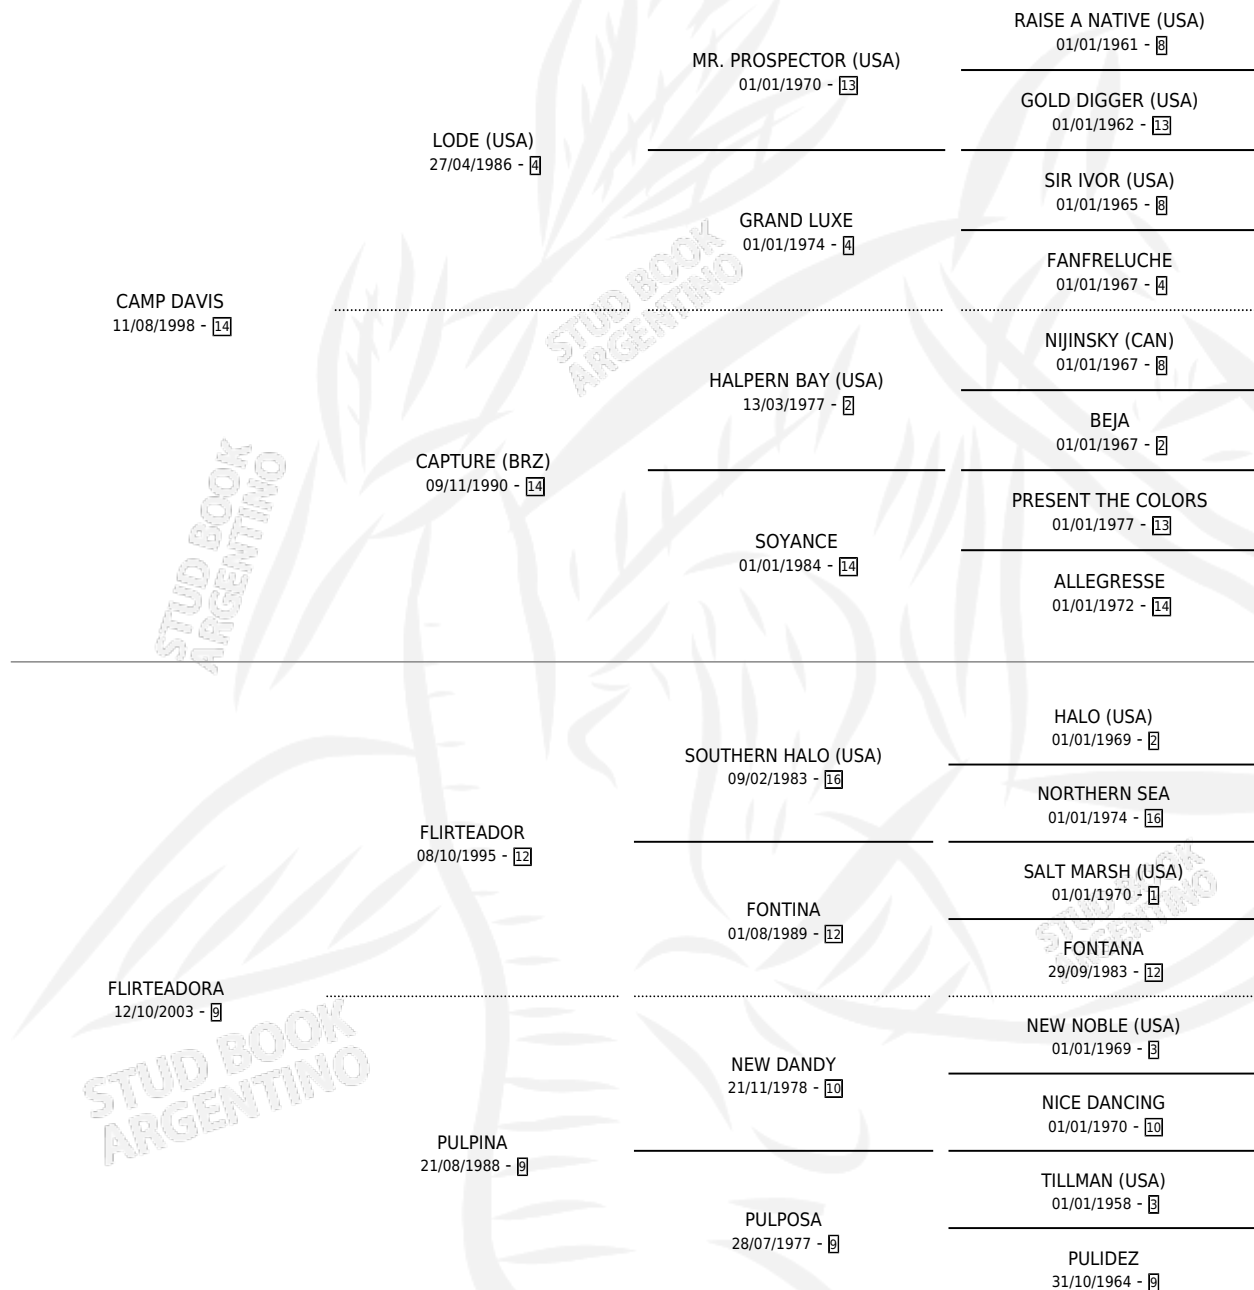 RAISE A NATIVE (USA)
01/01/1961 - 8
MR. PROSPECTOR (USA)
01/01/1970 - 13
GOLD DIGGER (USA)
01/01/1962 - 13
LODE (USA)
27/04/1986 - 4
SIR IVOR (USA)
01/01/1965 - 8
GRAND LUXE
01/01/1974 - 4
FANFRELUCHE
01/01/1967 - 4
CAMP DAVIS
11/08/1998 - 14
NIJINSKY (CAN)
01/01/1967 - 8
HALPERN BAY (USA)
13/03/1977 - 2
BEJA
01/01/1967 - 2
CAPTURE (BRZ)
09/11/1990 - 14
PRESENT THE COLORS
01/01/1977 - 13
SOYANCE
01/01/1984 - 14
ALLEGRESSE
01/01/1972 - 14
HALO (USA)
01/01/1969 - 2
SOUTHERN HALO (USA)
09/02/1983 - 16
NORTHERN SEA
01/01/1974 - 16
FLIRTEADOR
08/10/1995 - 12
SALT MARSH (USA)
01/01/1970 - 1
FONTINA
01/08/1989 - 12
FONTANA
29/09/1983 - 12
FLIRTEADORA
12/10/2003 - 9
NEW NOBLE (USA)
01/01/1969 - 3
NEW DANDY
21/11/1978 - 10
NICE DANCING
01/01/1970 - 10
PULPINA
21/08/1988 - 9
TILLMAN (USA)
01/01/1958 - 3
PULPOSA
28/07/1977 - 9
PULIDEZ
31/10/1964 - 9
STUD BOOK
ARGENTINO
STUD BOOK
ARGENTINO
STUD BOOK
ARGENTINO
STUD BOOK
ARGENTINO